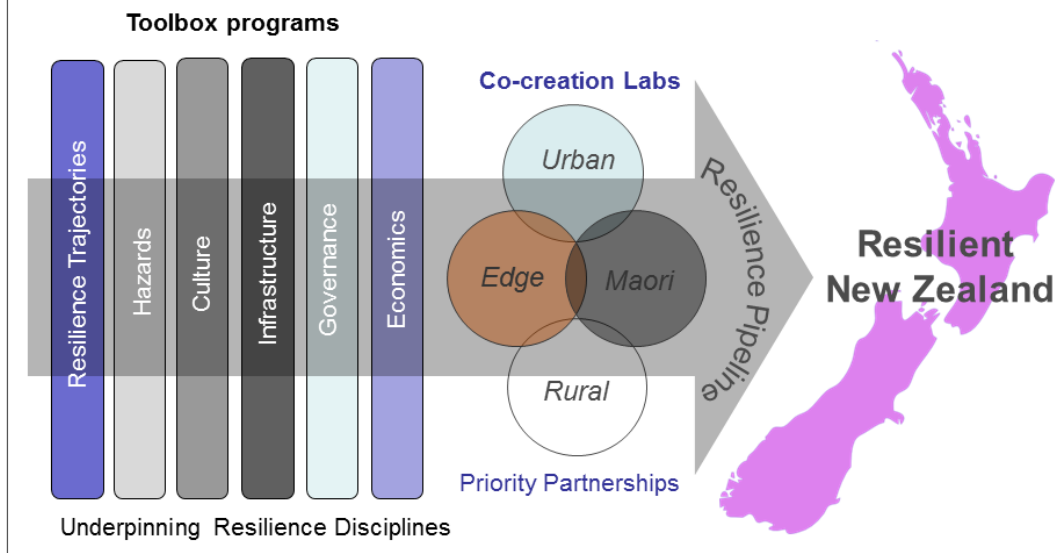 Toolbox programs
Resilience Trajectories
Hazards
Culture
Infrastructure
Governance
Economics
Underpinning Resilience Disciplines
Co-creation Labs
Urban
Edge
Maori
Rural
Priority Partnerships
Resilience Pipeline
Resilient
New Zealand